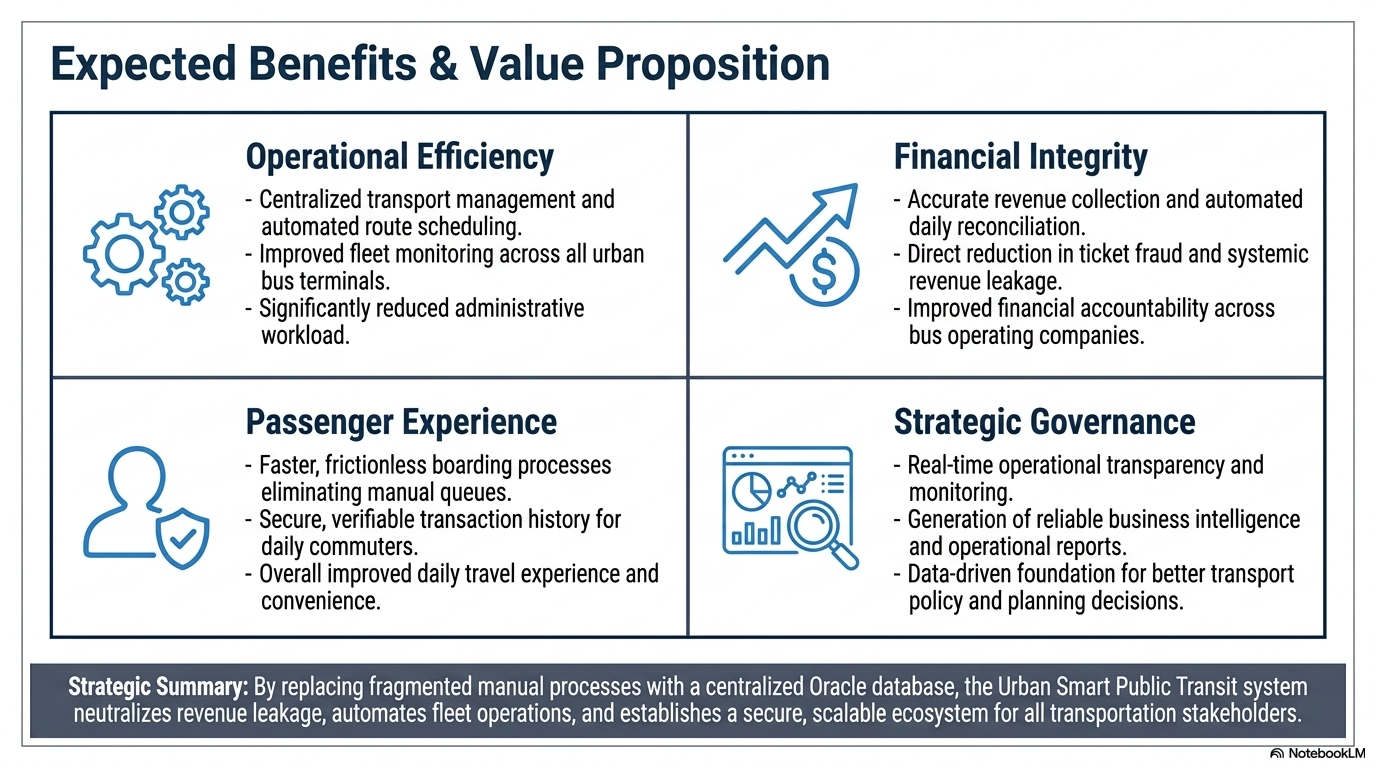 Expected Benefits & Value Proposition
Operational Efficiency
- Centralized transport management and
automated route scheduling.
- Improved fleet monitoring across all urban
bus terminals.
- Significantly reduced administrative
workload.
Financial Integrity
- Accurate revenue collection and automated
daily reconciliation.
- Direct reduction in ticket fraud and systemic
revenue leakage.
- Improved financial accountability across
bus operating companies.
Passenger Experience
- Faster, frictionless boarding processes
eliminating manual queues.
- Secure, verifiable transaction history for
daily commuters.
- Overall improved daily travel experience and
convenience.
Strategic Governance
- Real-time operational transparency and
monitoring.
- Generation of reliable business intelligence
and operational reports.
- Data-driven foundation for better transport
policy and planning decisions.
Strategic Summary: By replacing fragmented manual processes with a centralized Oracle database, the Urban Smart Public Transit system
neutralizes revenue leakage, automates fleet operations, and establishes a secure, scalable ecosystem for all transportation stakeholders.
NotebookLM